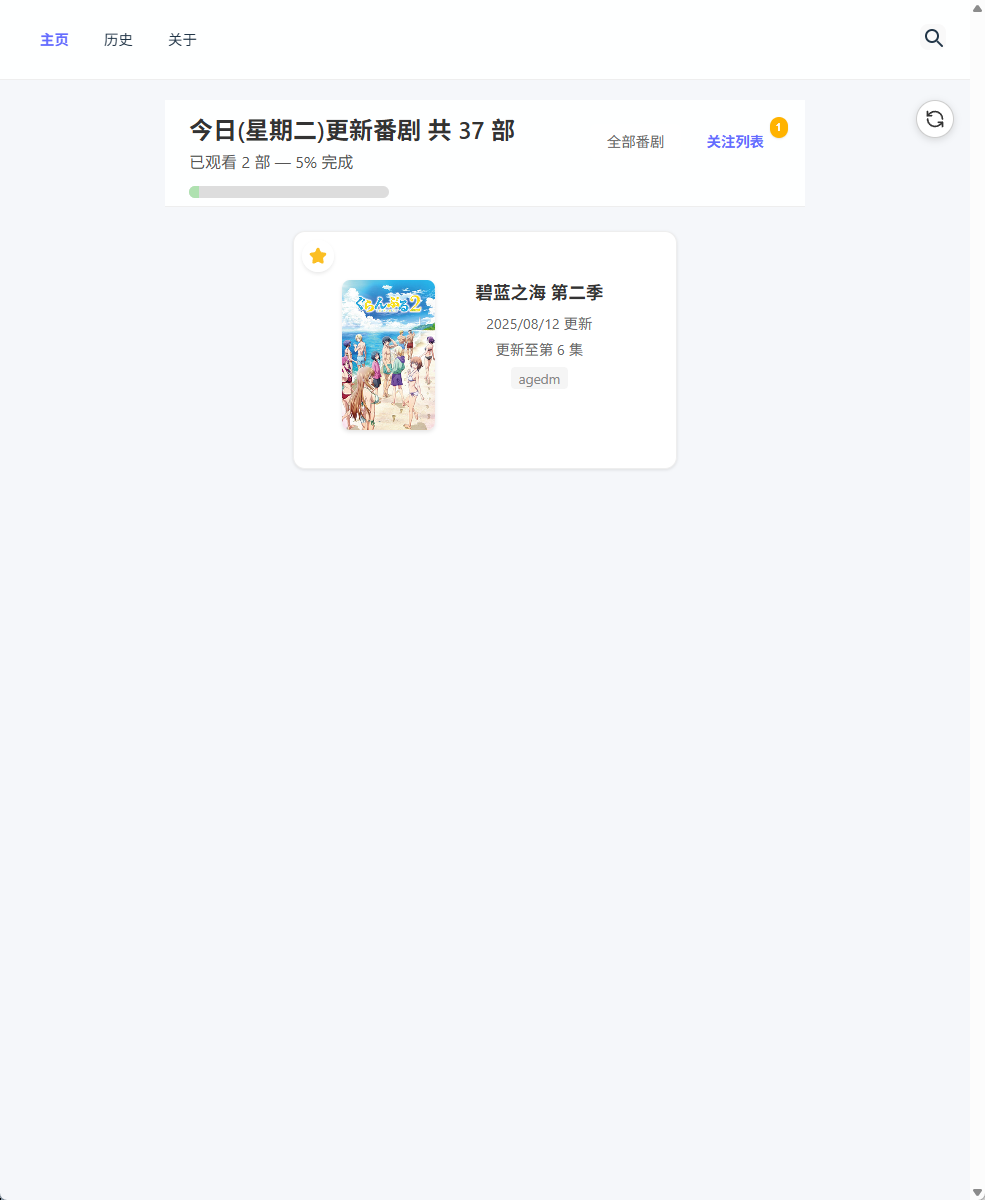 主页 历史 关于
今日(星期二)更新番剧 共 37 部
已观看 2 部 — 5% 完成
全部番剧 关注列表 1
ぐらんぶる2
碧蓝之海 第二季
2025/08/12 更新
更新至第 6 集
agedm